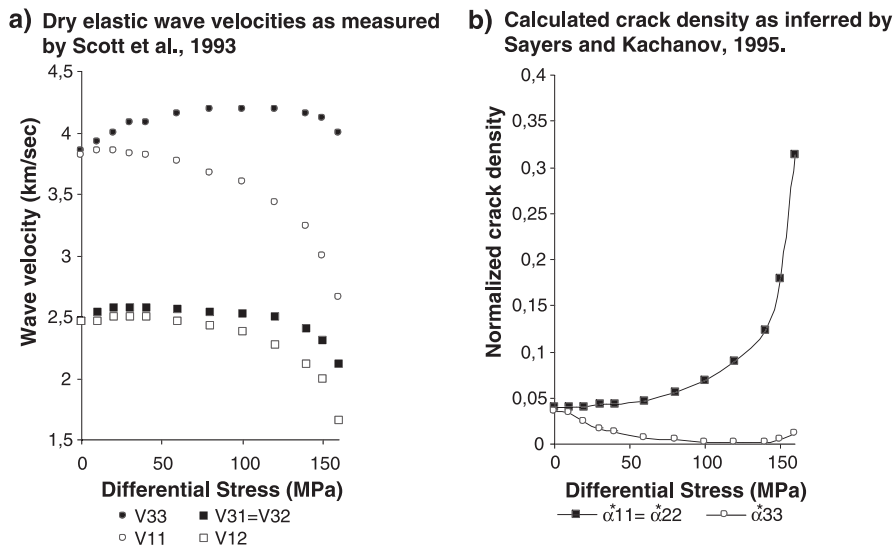 a) Dry elastic wave velocities as measured
by Scott et al., 1993
4,5
4
3,5
3
2,5
2
1,5
Wave velocity (km/sec)
0
50
100
150
Differential Stress (MPa)
V33
V31=V32
V11
V12
b) Calculated crack density as inferred by
Sayers and Kachanov, 1995.
0,4
0,35
0,3
0,25
0,2
0,15
0,1
0,05
0
Normalized crack density
50
100
150
Differential Stress (MPa)
α*11= α*22
α*33